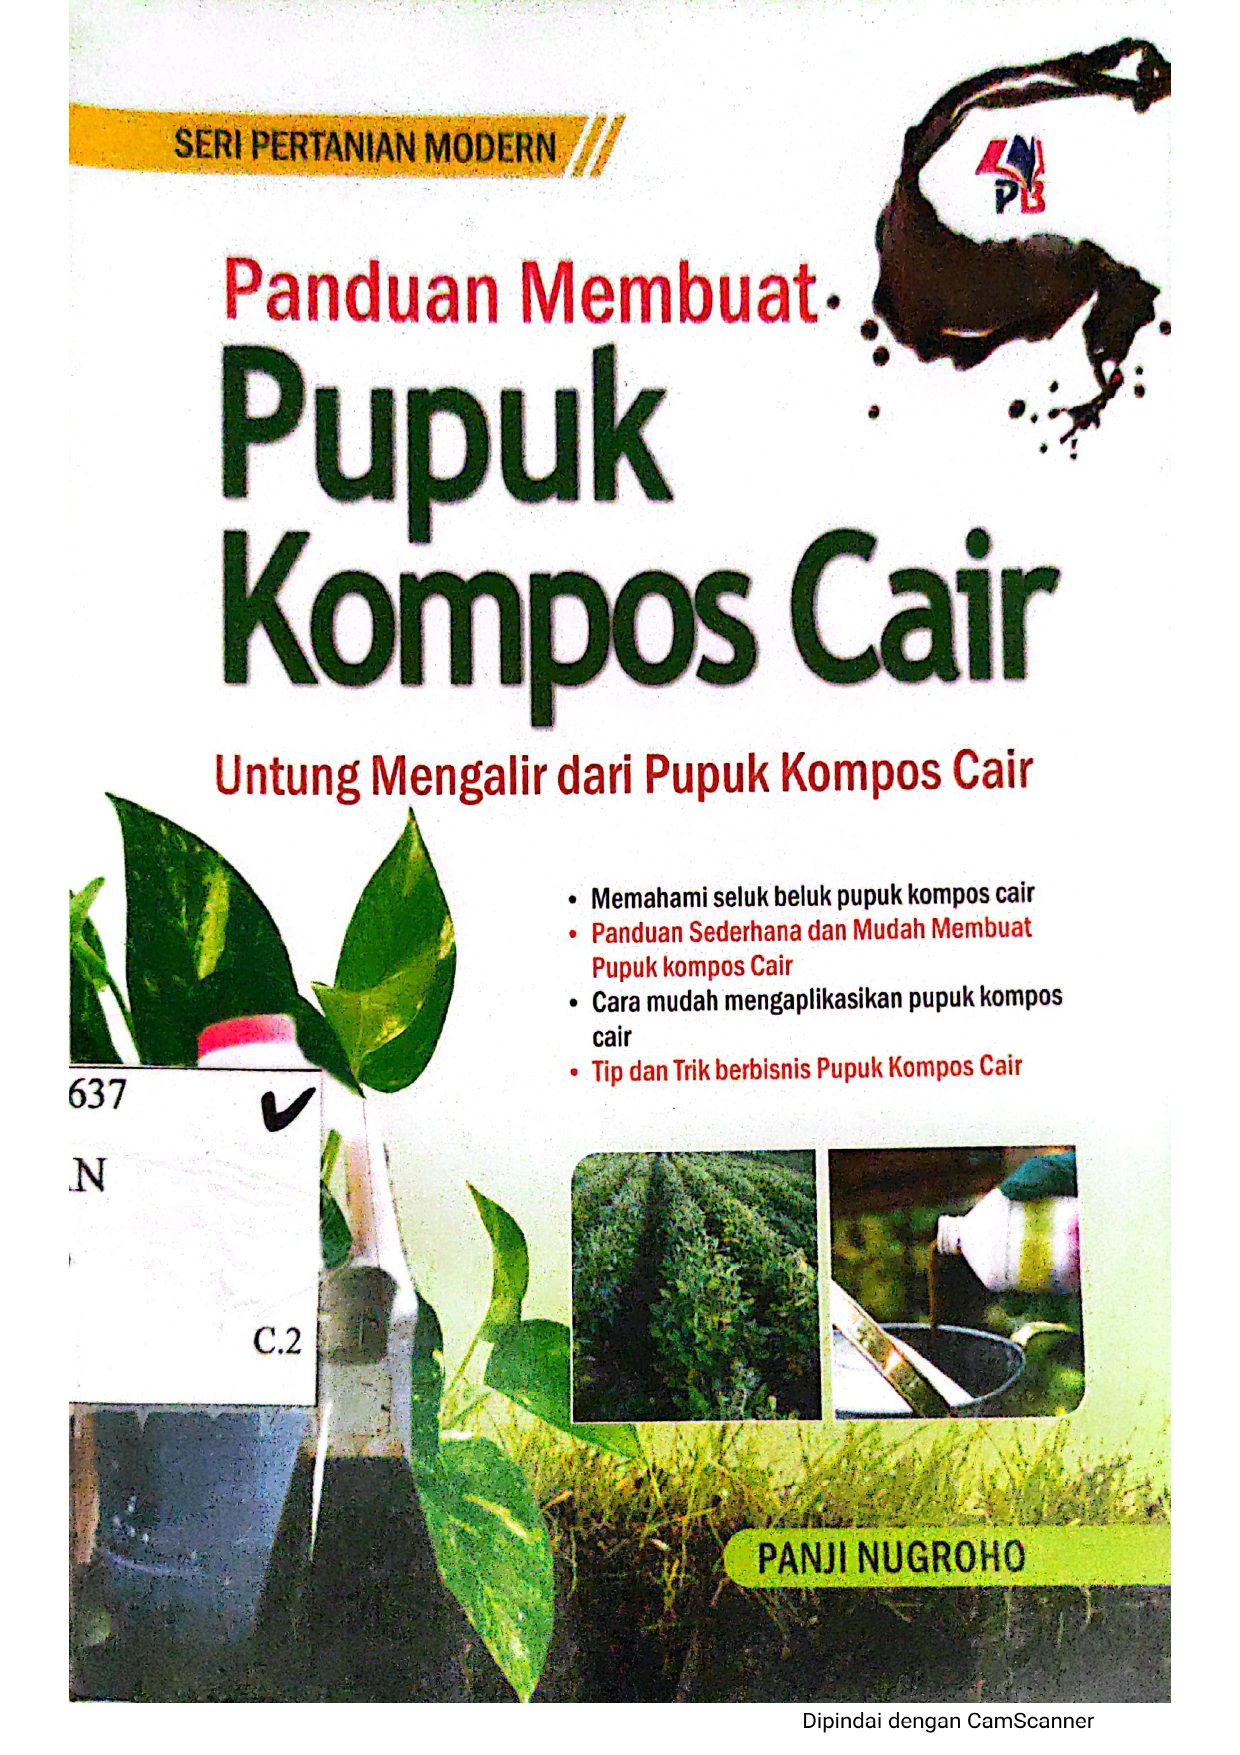 SERI PERTANIAN MODERN
PB
Panduan Membuat
Pupuk
Kompos Cair
Untung Mengalir dari Pupuk Kompos Cair
• Memahami seluk beluk pupuk kompos cair
• Panduan Sederhana dan Mudah Membuat
Pupuk kompos Cair
• Cara mudah mengaplikasikan pupuk kompos
cair
• Tip dan Trik berbisnis Pupuk Kompos Cair
637
N
C.2
PANJI NUGROHO
Dipindai dengan CamScanner